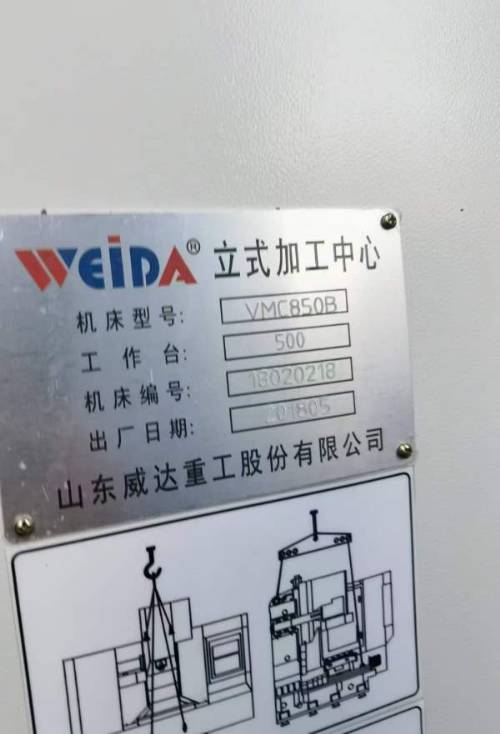 WEIDA® 立式加工中心
机床型号: VMC850B
工作台: 500
机床编号: 18020218
出厂日期: 201805
山东威达重工股份有限公司